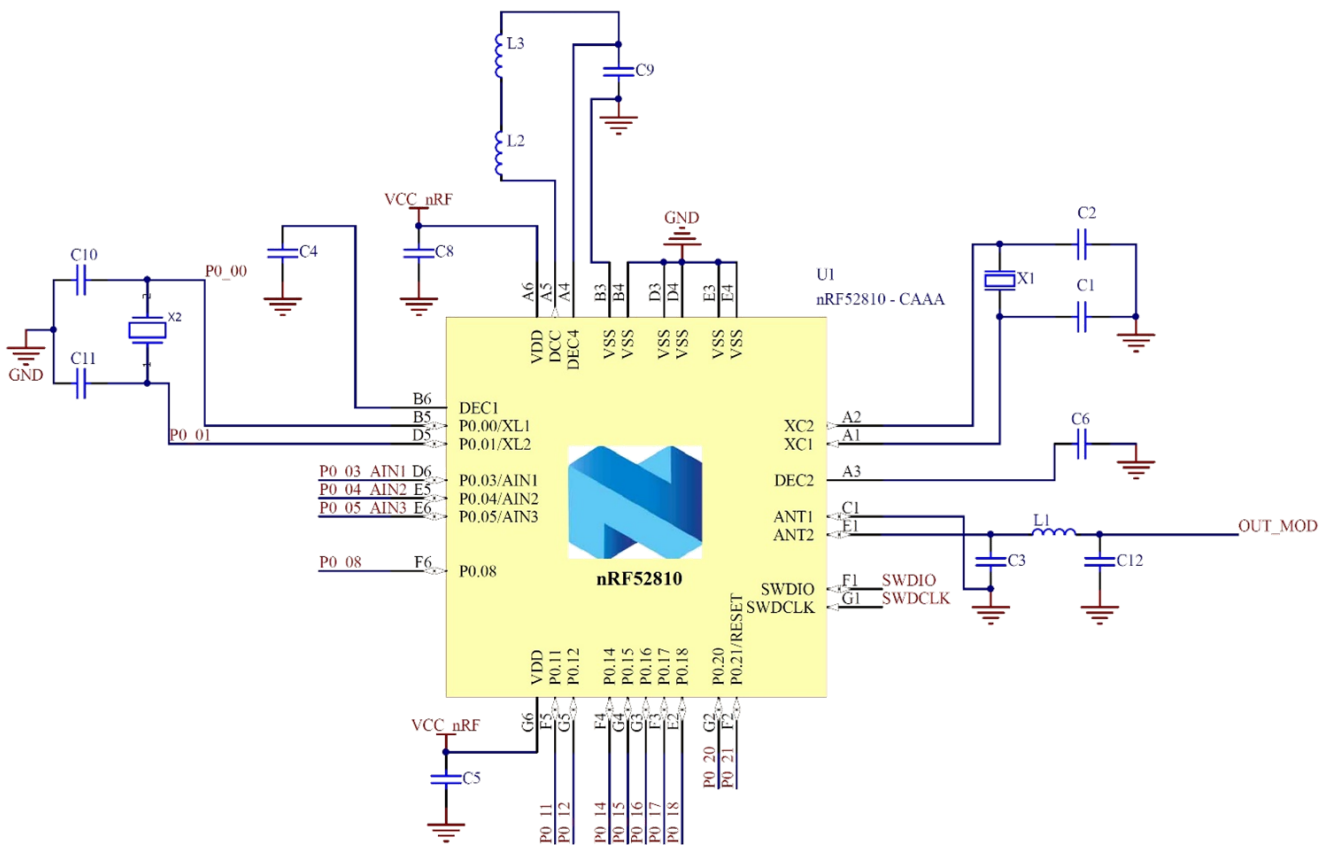 L3
C9
L2
VCC_nRF
C4
C8
GND
C2
C10
P0_00
X1
C1
U1
nRF52810 - CAAA
A6
A5
A4
B3
B4
D3
D4
E3
E4
2
X2
1
GND
C11
VDD
DCC
DEC4
VSS
VSS
VSS
VSS
VSS
VSS
B6
DEC1
B5
P0.00/XL1
P0_01
D5
P0.01/XL2
XC2
A2
XC1
A1
C6
P0_03_AIN1
D6
P0.03/AIN1
P0_04_AIN2
E5
P0.04/AIN2
P0_05_AIN3
E6
P0.05/AIN3
DEC2
A3
ANT1
C1
ANT2
E1
L1
OUT_MOD
C3
C12
P0_08
F6
P0.08
nRF52810
SWDIO
F1
SWDIO
SWDCLK
G1
SWDCLK
VDD
P0.11
P0.12
P0.14
P0.15
P0.16
P0.17
P0.18
P0.20
P0.21/RESET
VCC_nRF
G6
F5
G5
F4
G4
G3
F3
E2
G2
F2
C5
P0_11
P0_12
P0_14
P0_15
P0_16
P0_17
P0_18
P0_20
P0_21